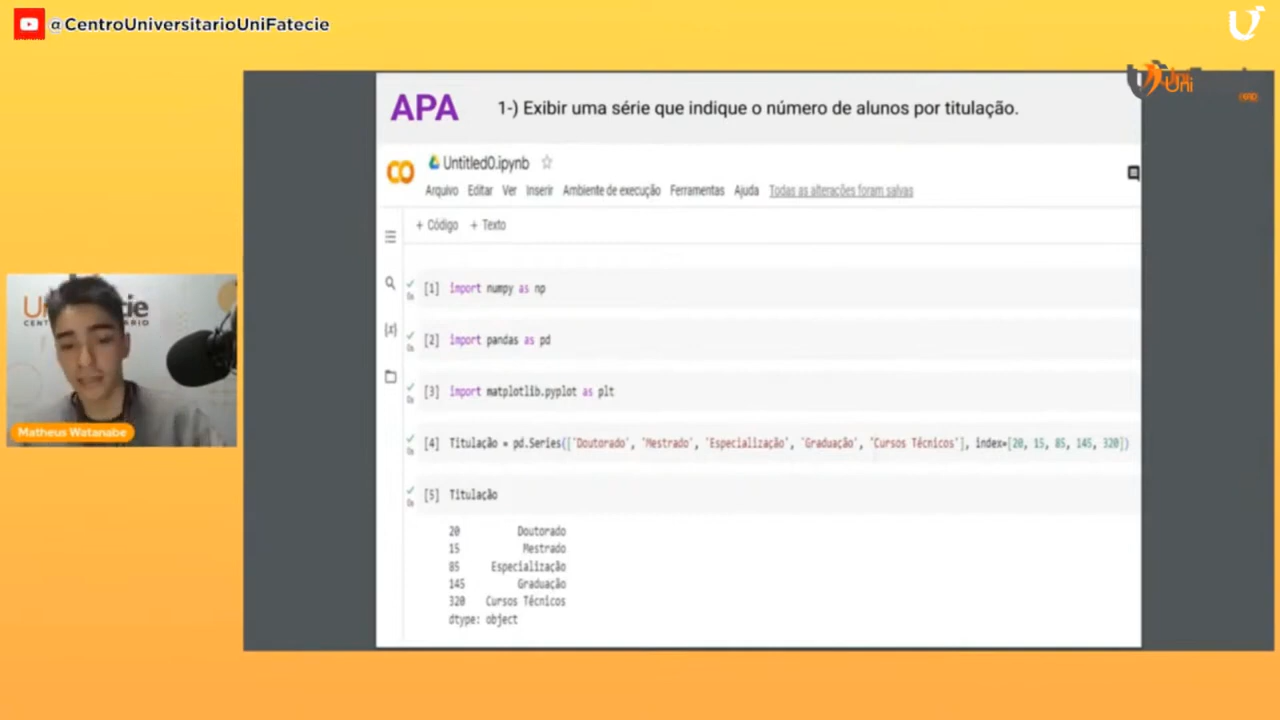 @CentroUniversitarioUniFatecie
APA
1-) Exibir uma série que indique o número de alunos por titulação.
Untitled0.ipynb
Arquivo Editar Ver Inserir Ambiente de execução Ferramentas Ajuda Todas as alterações foram salvas
+ Código + Texto
[1] import numpy as np
[2] import pandas as pd
[3] import matplotlib.pyplot as plt
[4] Titulação = pd.Series(['Doutorado', 'Mestrado', 'Especialização', 'Graduação', 'Cursos Técnicos'], index=[20, 15, 85, 145, 320])
[5] Titulação
20 Doutorado
15 Mestrado
85 Especialização
145 Graduação
320 Cursos Técnicos
dtype: object
Matheus Watanabe
Uni